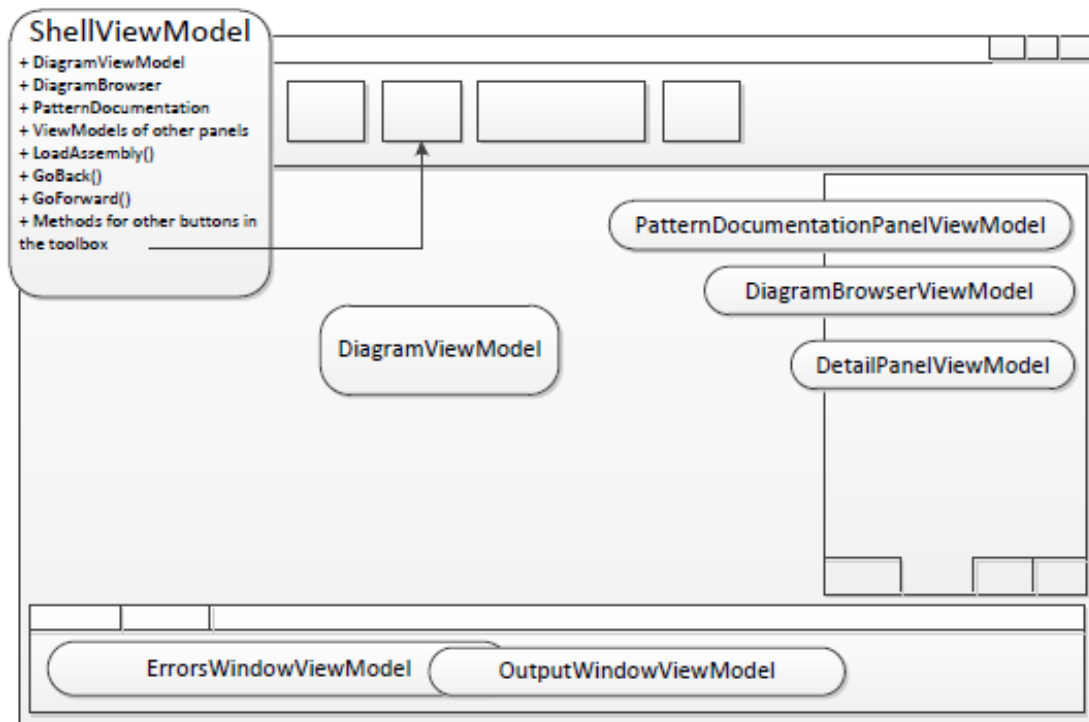 ShellViewModel
+ DiagramViewModel
+ DiagramBrowser
+ PatternDocumentation
+ ViewModels of other panels
+ LoadAssembly()
+ GoBack()
+ GoForward()
+ Methods for other buttons in
the toolbox
PatternDocumentationPanelViewModel
DiagramBrowserViewModel
DiagramViewModel
DetailPanelViewModel
ErrorsWindowViewModel
OutputWindowViewModel